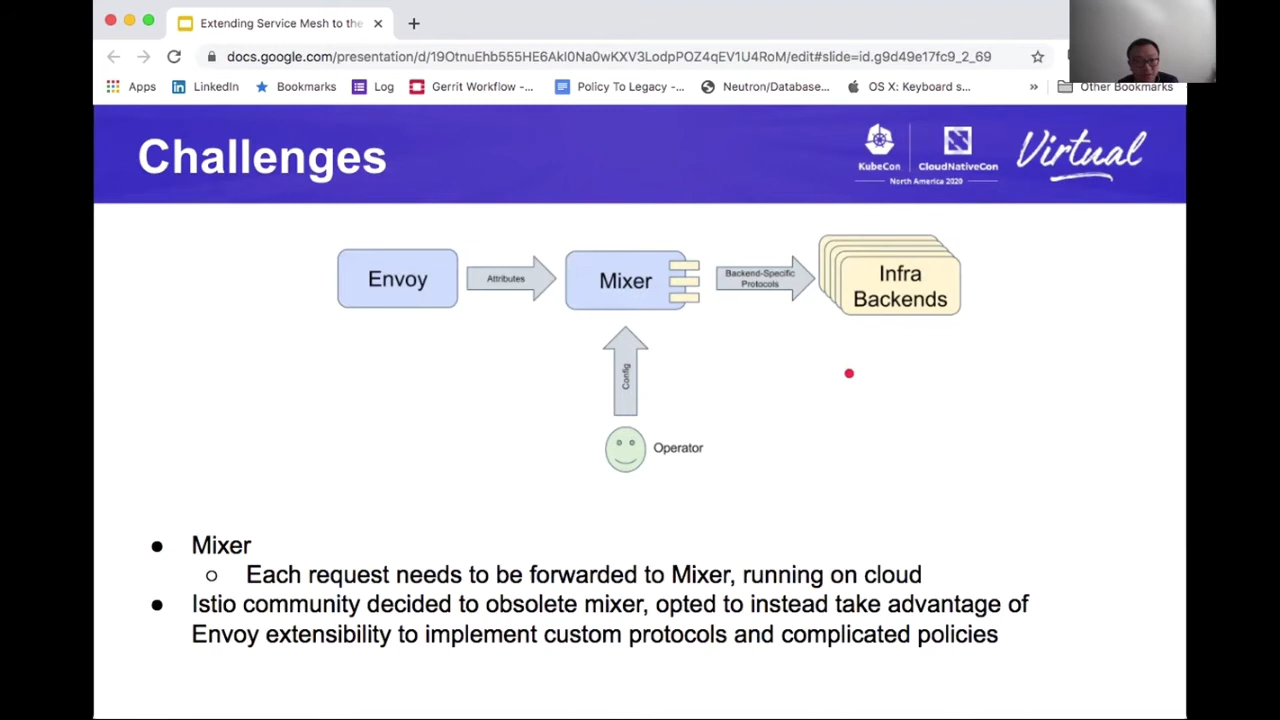 Extending Service Mesh to the
docs.google.com/presentation/d/19OtnuEhb555HE6AkI0Na0wKXV3LodpPOZ4qEV1U4RoM/edit#slide=id.g9d49e17fc9_2_69
Apps LinkedIn Bookmarks Log Gerrit Workflow -... Policy To Legacy -... Neutron/Database... OS X: Keyboard s... » Other Bookmarks
Challenges
KubeCon CloudNativeCon
North America 2020
Virtual
Envoy
Attributes
Mixer
Backend-Specific
Protocols
Infra
Backends
Config
Operator
● Mixer
○ Each request needs to be forwarded to Mixer, running on cloud
● Istio community decided to obsolete mixer, opted to instead take advantage of
Envoy extensibility to implement custom protocols and complicated policies